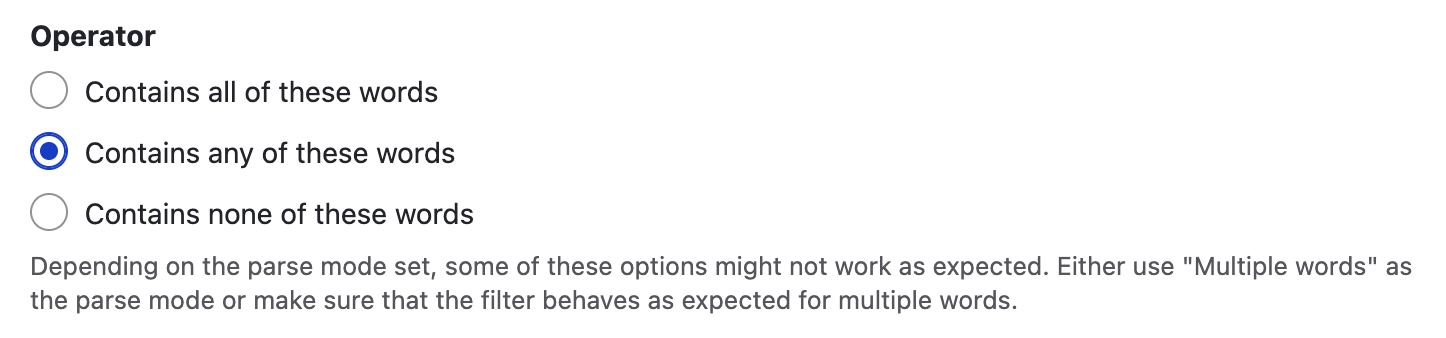 Operator
Contains all of these words
Contains any of these words
Contains none of these words
Depending on the parse mode set, some of these options might not work as expected. Either use "Multiple words" as
the parse mode or make sure that the filter behaves as expected for multiple words.